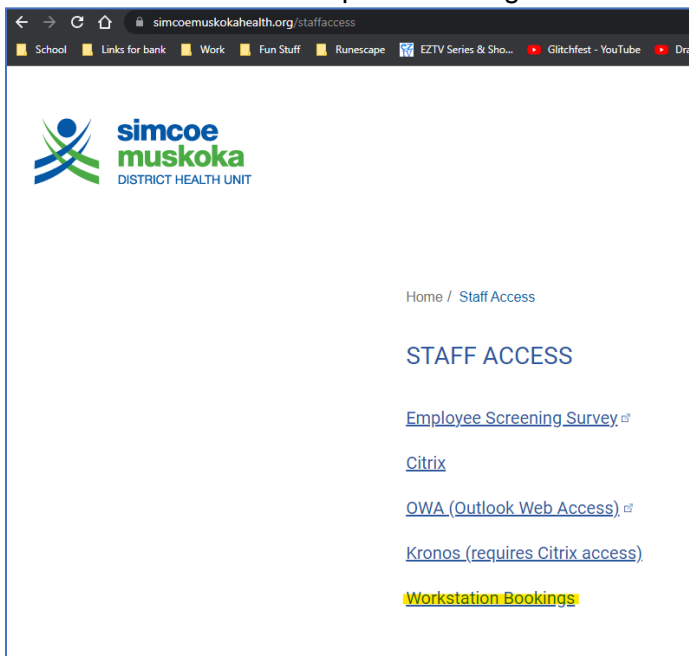 simcoemuskokahealth.org/staffaccess
School Links for bank Work Fun Stuff Runescape EZTV Series & Sho... Glitchfest - YouTube Dra
simcoe
muskoka
DISTRICT HEALTH UNIT
Home / Staff Access
STAFF ACCESS
Employee Screening Survey
Citrix
OWA (Outlook Web Access)
Kronos (requires Citrix access)
Workstation Bookings